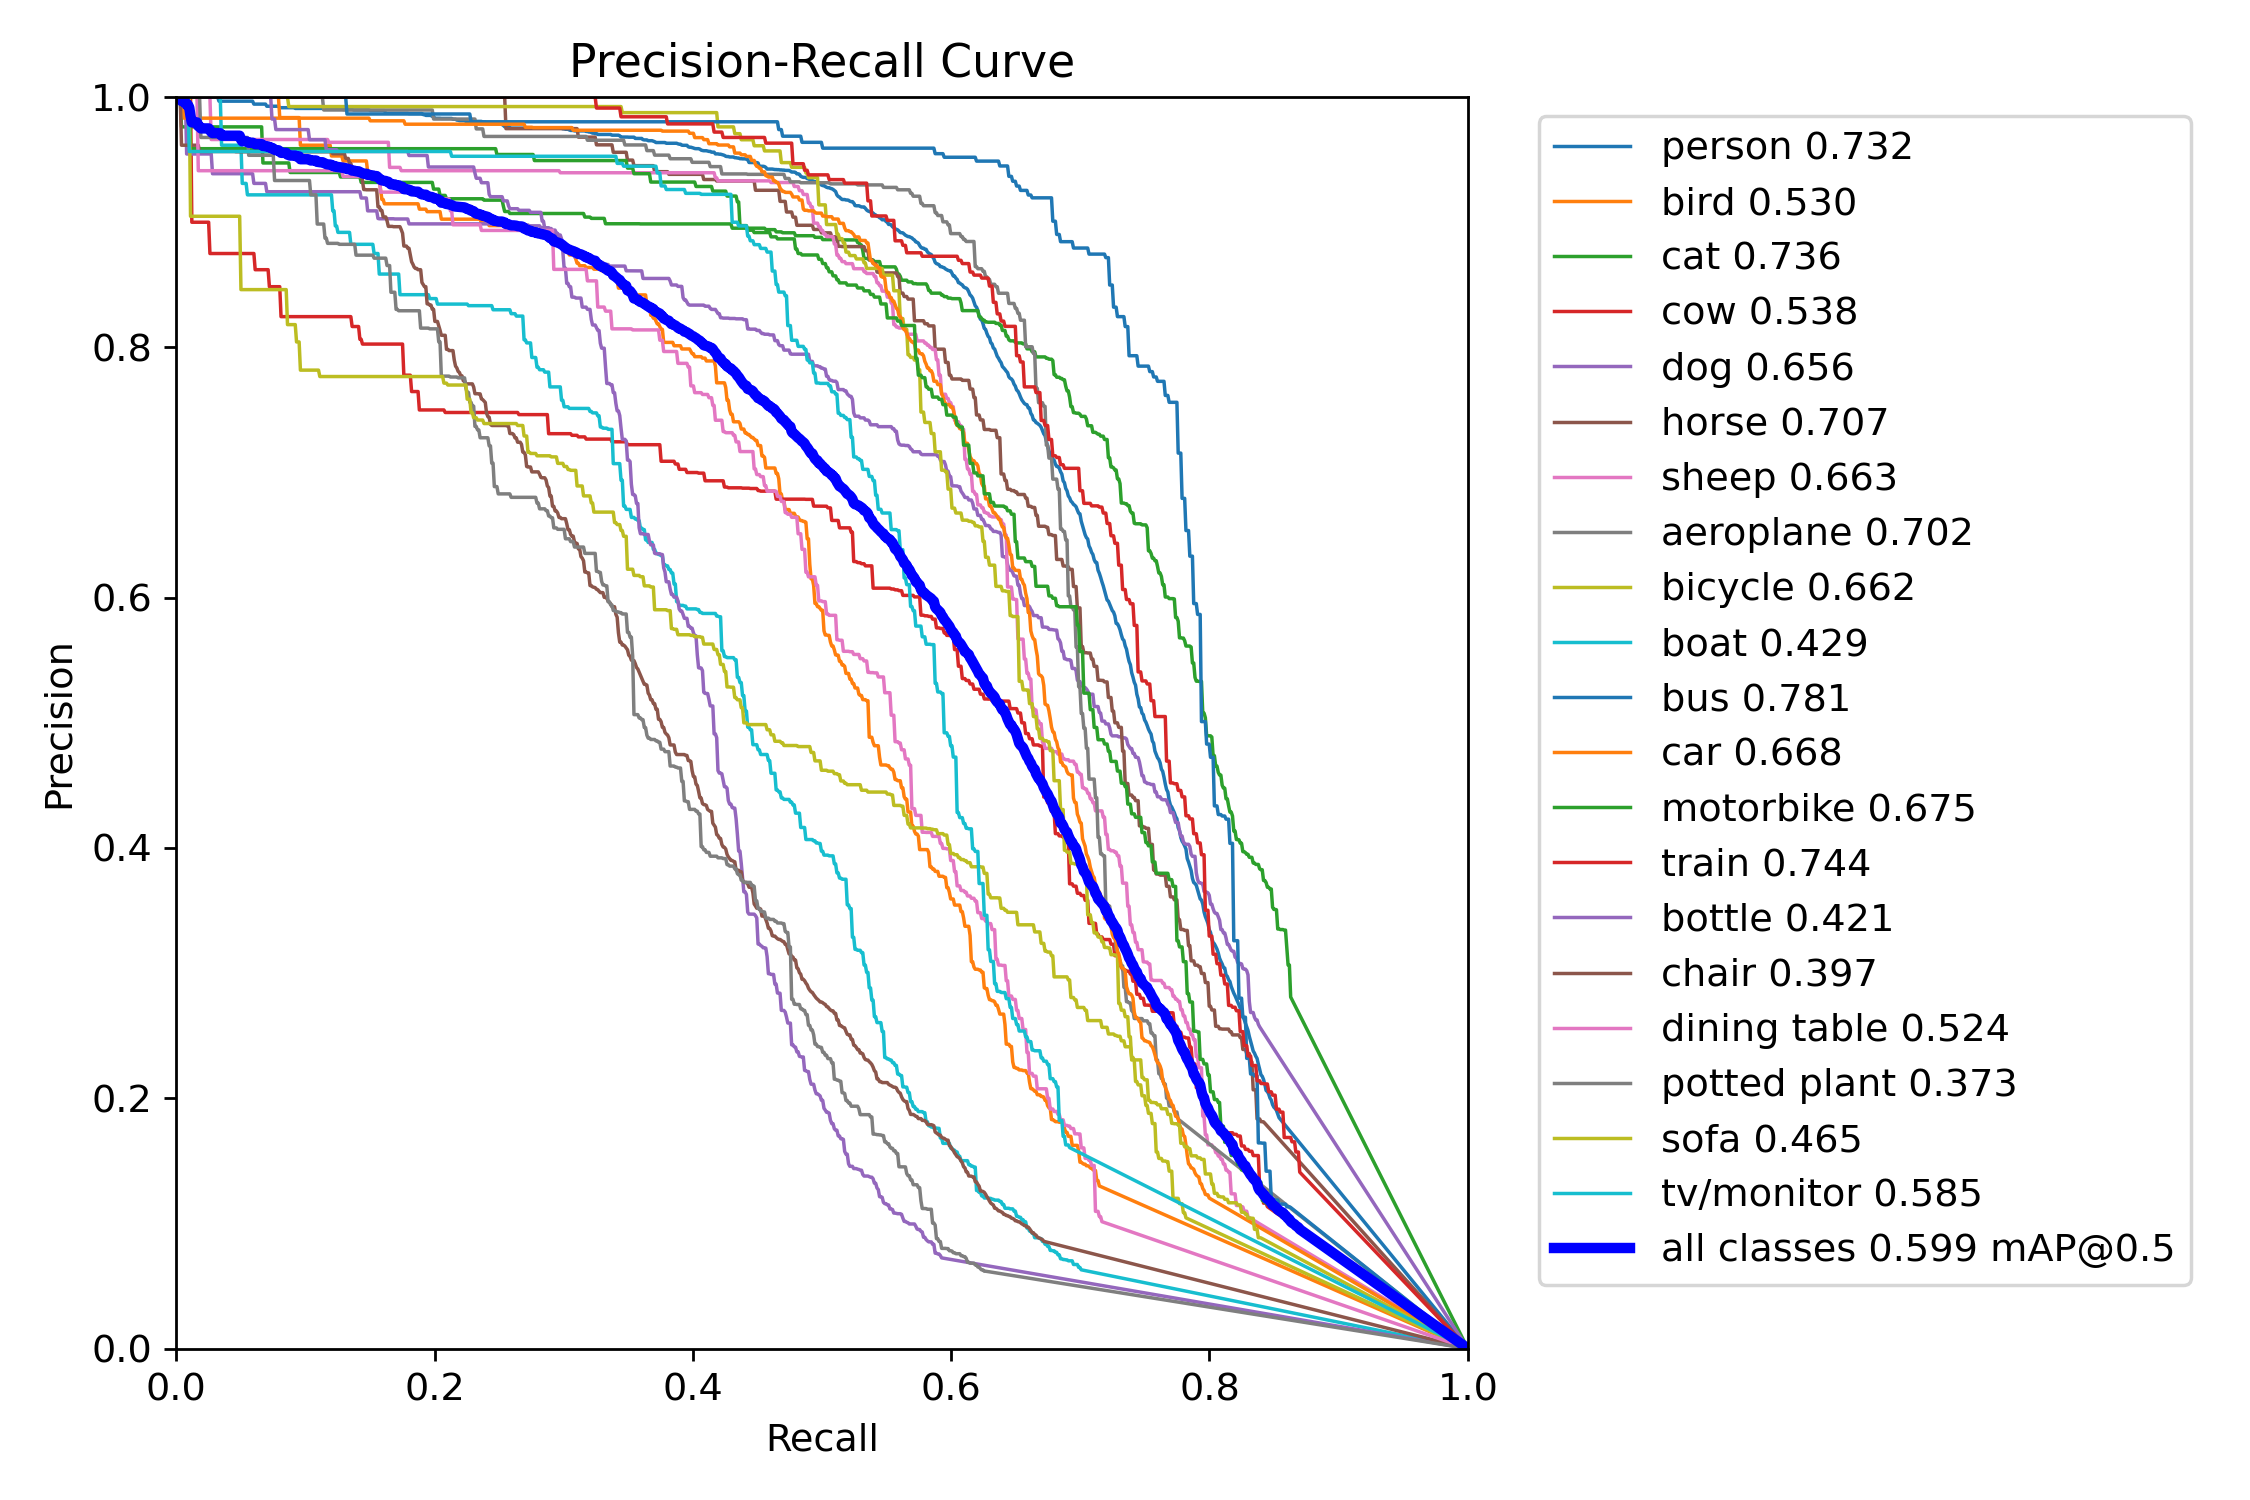 Precision-Recall Curve
1.0
0.8
0.6
0.4
0.2
0.0
Precision
0.0 0.2 0.4 0.6 0.8 1.0
Recall
person 0.732
bird 0.530
cat 0.736
cow 0.538
dog 0.656
horse 0.707
sheep 0.663
aeroplane 0.702
bicycle 0.662
boat 0.429
bus 0.781
car 0.668
motorbike 0.675
train 0.744
bottle 0.421
chair 0.397
dining table 0.524
potted plant 0.373
sofa 0.465
tv/monitor 0.585
all classes 0.599 mAP@0.5